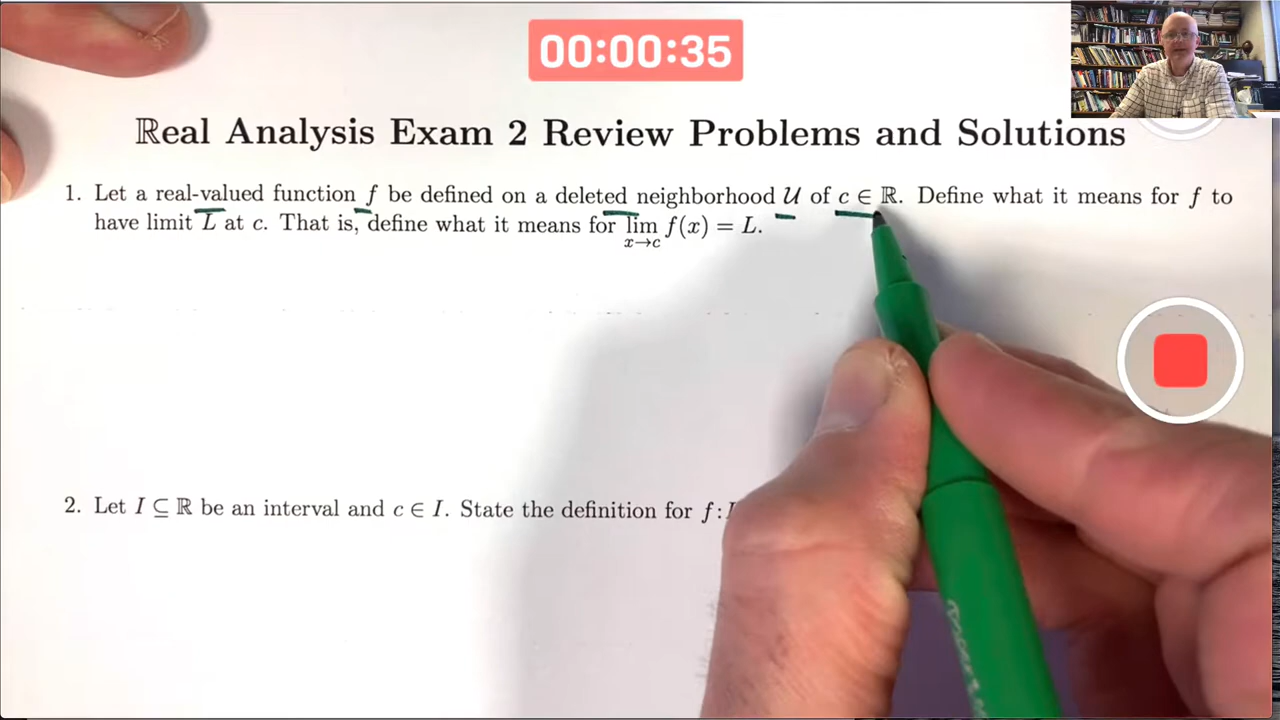 00:00:35
Real Analysis Exam 2 Review Problems and Solutions
1. Let a real-valued function f be defined on a deleted neighborhood 𝒰 of c ∈ ℝ. Define what it means for f to
have limit L at c. That is, define what it means for lim_{x→c} f(x) = L.
2. Let I ⊆ ℝ be an interval and c ∈ I. State the definition for f: